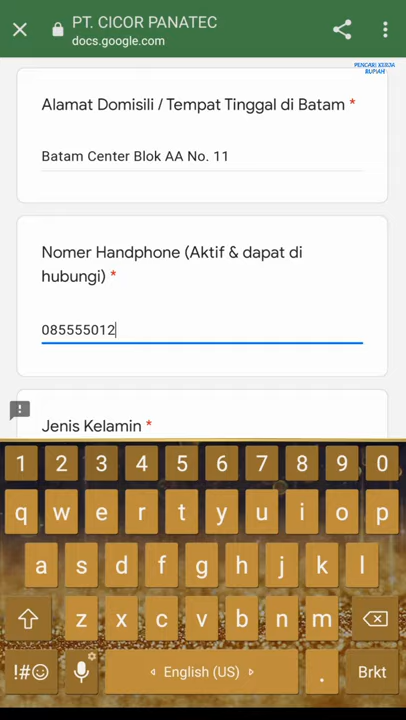 PT. CICOR PANATEC
docs.google.com
PENCARI KERJA
RUPIAH
Alamat Domisili / Tempat Tinggal di Batam *
Batam Center Blok AA No. 11
Nomer Handphone (Aktif & dapat di
hubungi) *
085555012
Jenis Kelamin *
1 2 3 4 5 6 7 8 9 0
q w e r t y u i o p
a s d f g h j k l
z x c v b n m
!#☺ English (US) . Brkt